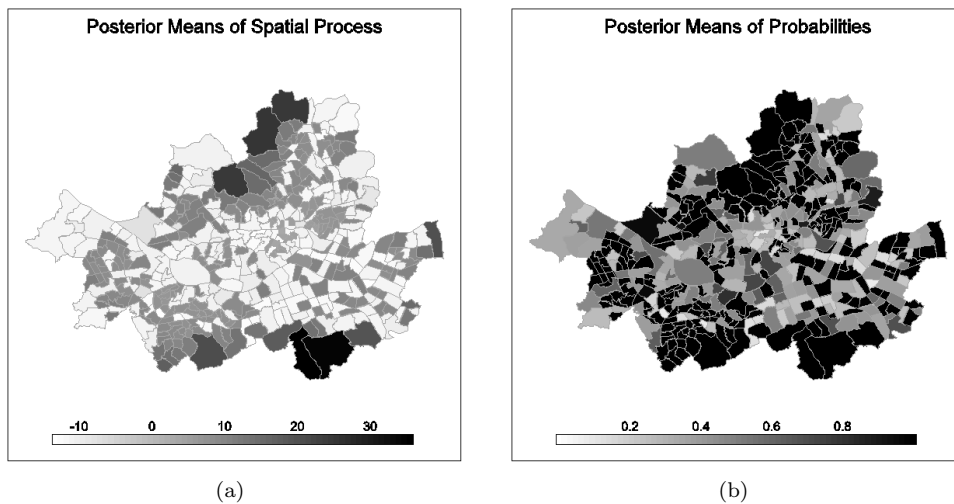 Posterior Means of Spatial Process
-10 0 10 20 30
(a)
Posterior Means of Probabilities
0.2 0.4 0.6 0.8
(b)